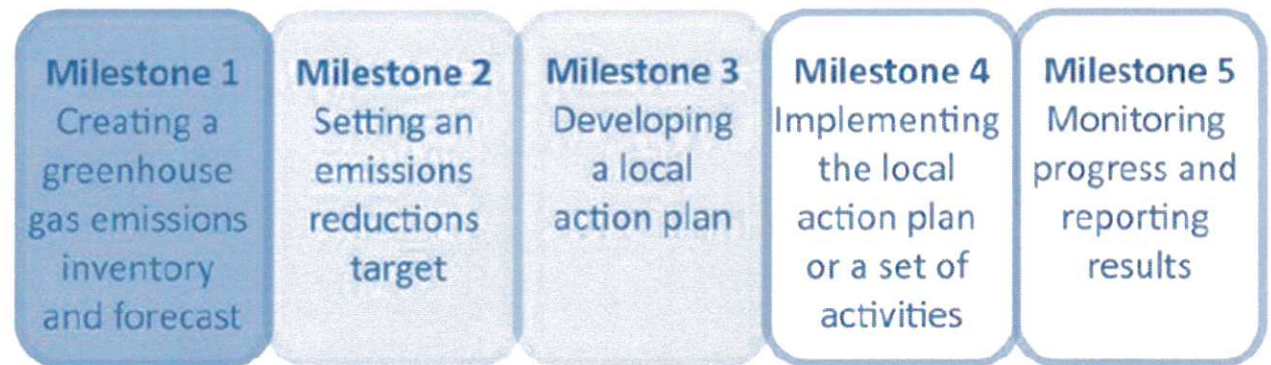 Milestone 1
Creating a
greenhouse
gas emissions
inventory
and forecast
Milestone 2
Setting an
emissions
reductions
target
Milestone 3
Developing
a local
action plan
Milestone 4
Implementing
the local
action plan
or a set of
activities
Milestone 5
Monitoring
progress and
reporting
results